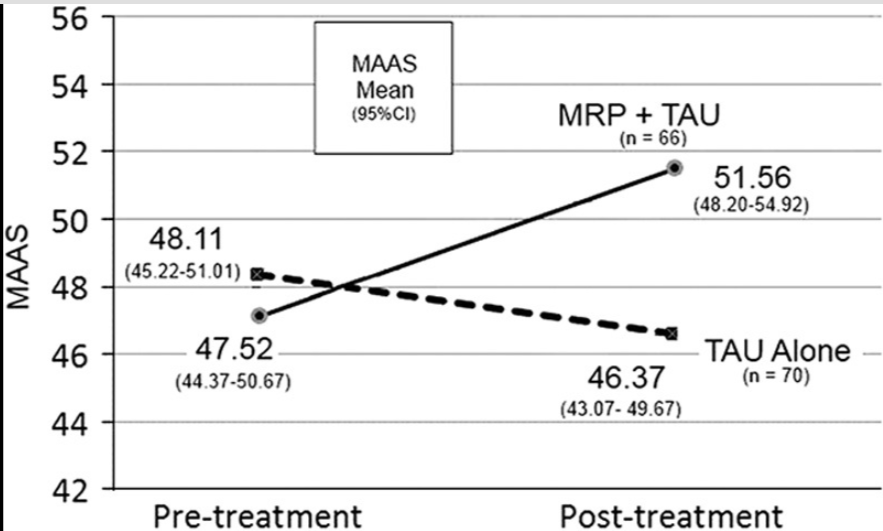 56
54
52
50
48
46
44
42
MAAS
MAAS
Mean
(95%CI)
MRP + TAU
(n = 66)
51.56
(48.20-54.92)
48.11
(45.22-51.01)
47.52
(44.37-50.67)
TAU Alone
(n = 70)
46.37
(43.07- 49.67)
Pre-treatment
Post-treatment